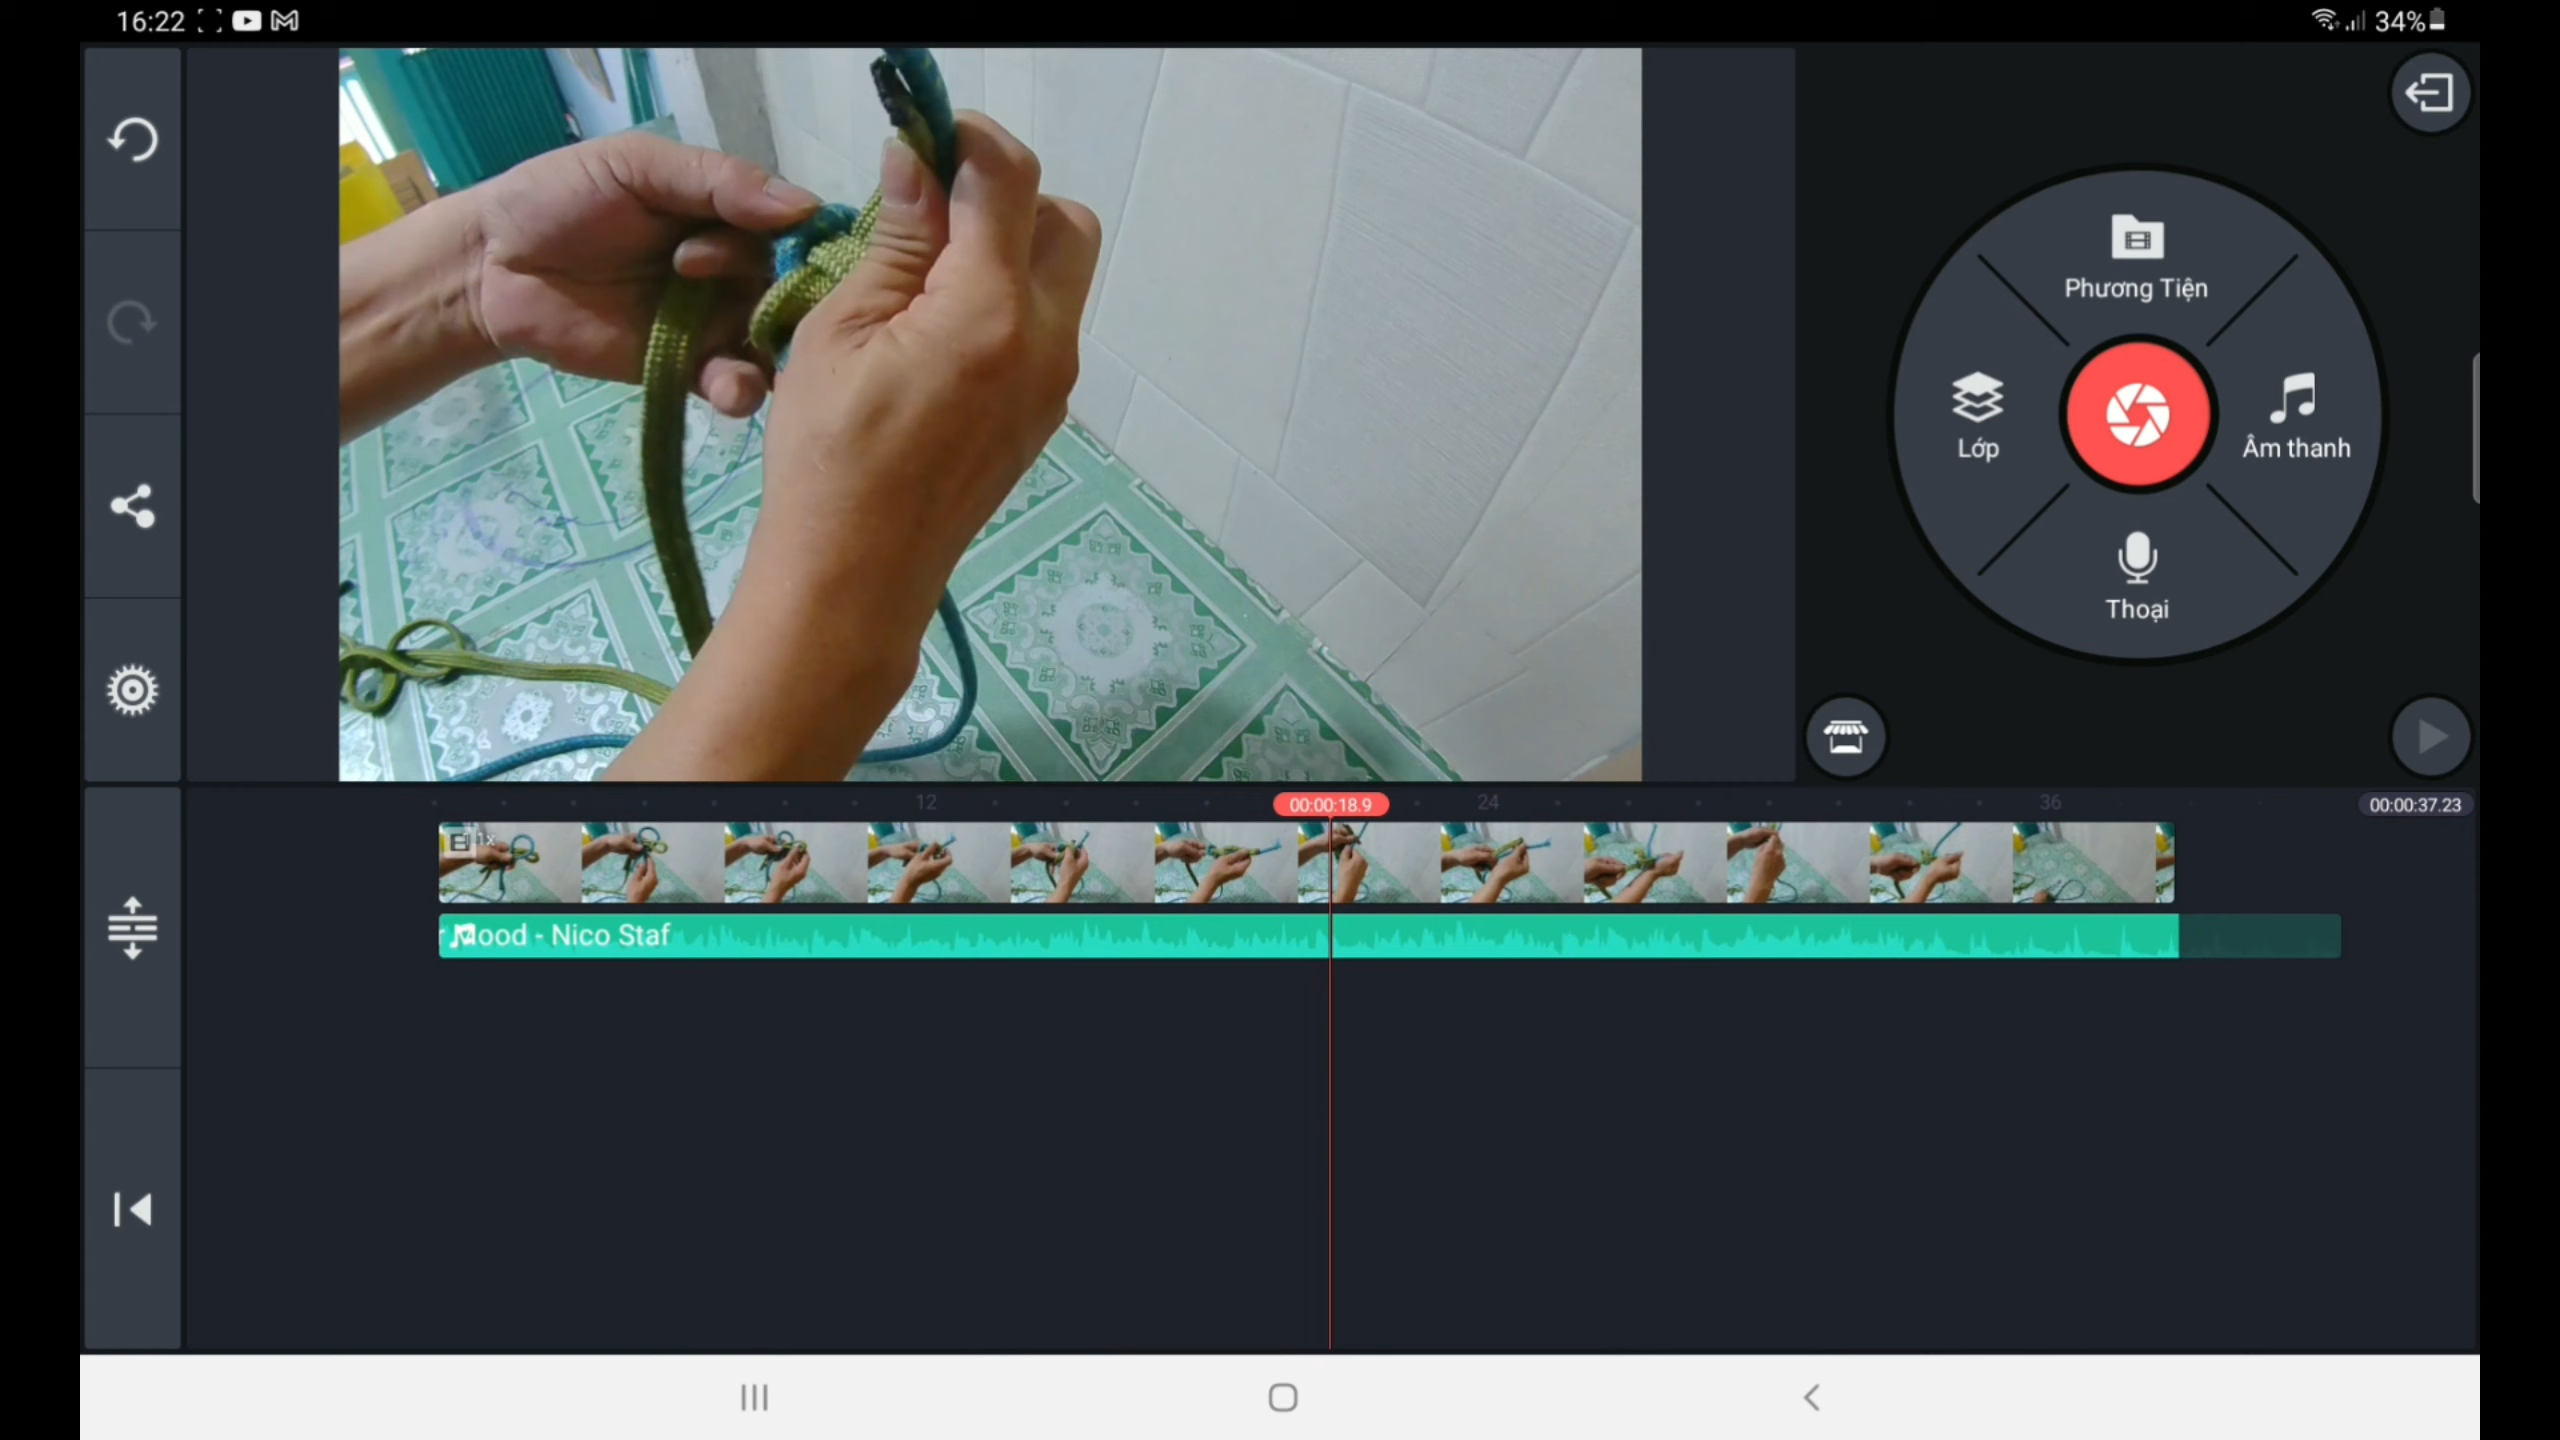 16:22
34%
Phương Tiện
Lớp
Âm thanh
Thoại
12
00:00:18.9
24
36
00:00:37.23
1x
Mood - Nico Staf